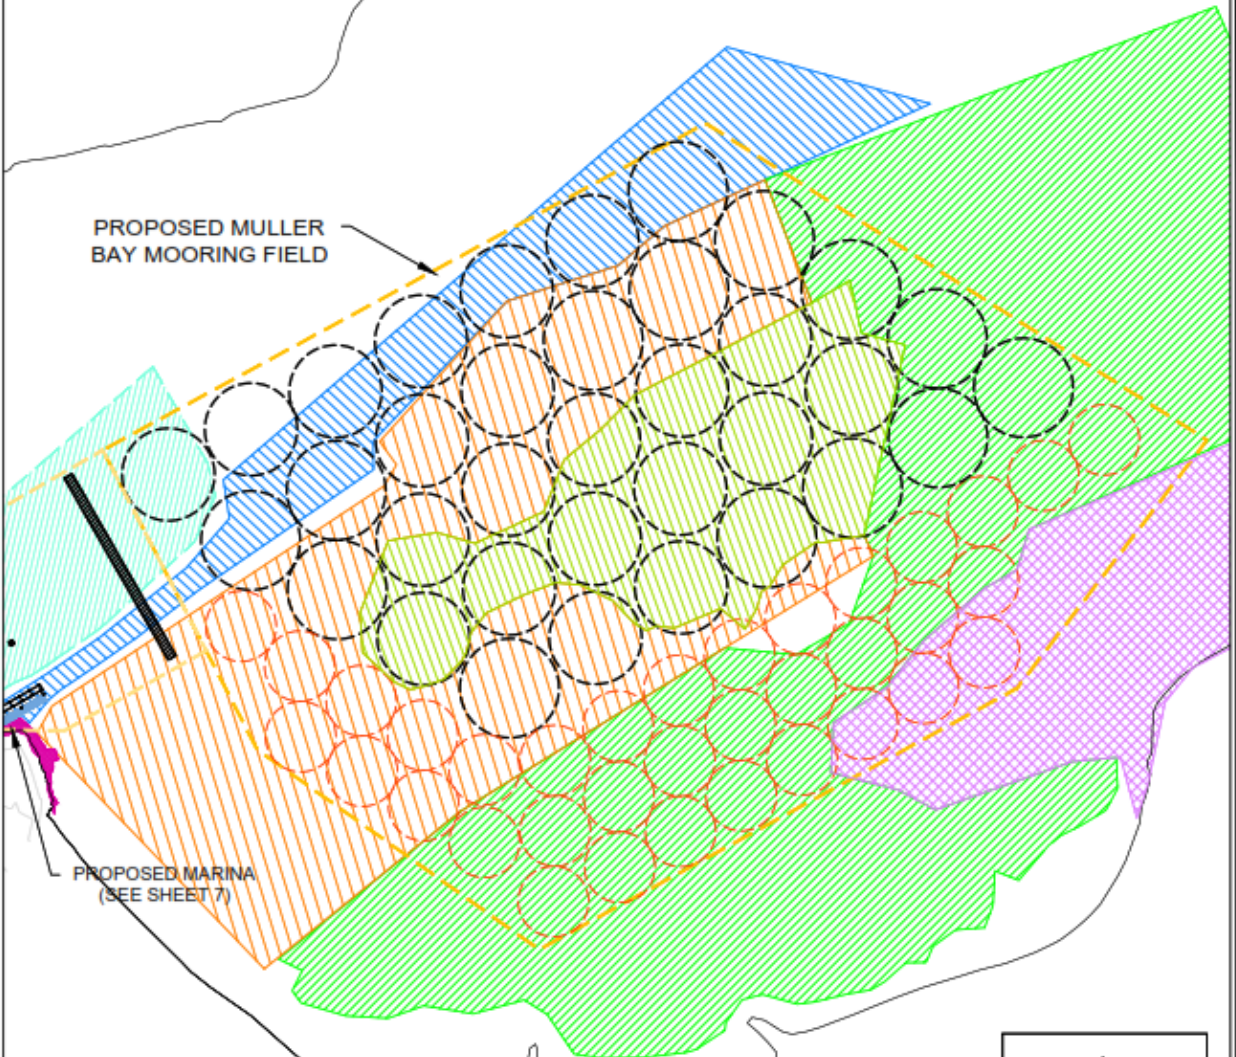 PROPOSED MULLER
BAY MOORING FIELD
PROPOSED MARINA
(SEE SHEET 7)